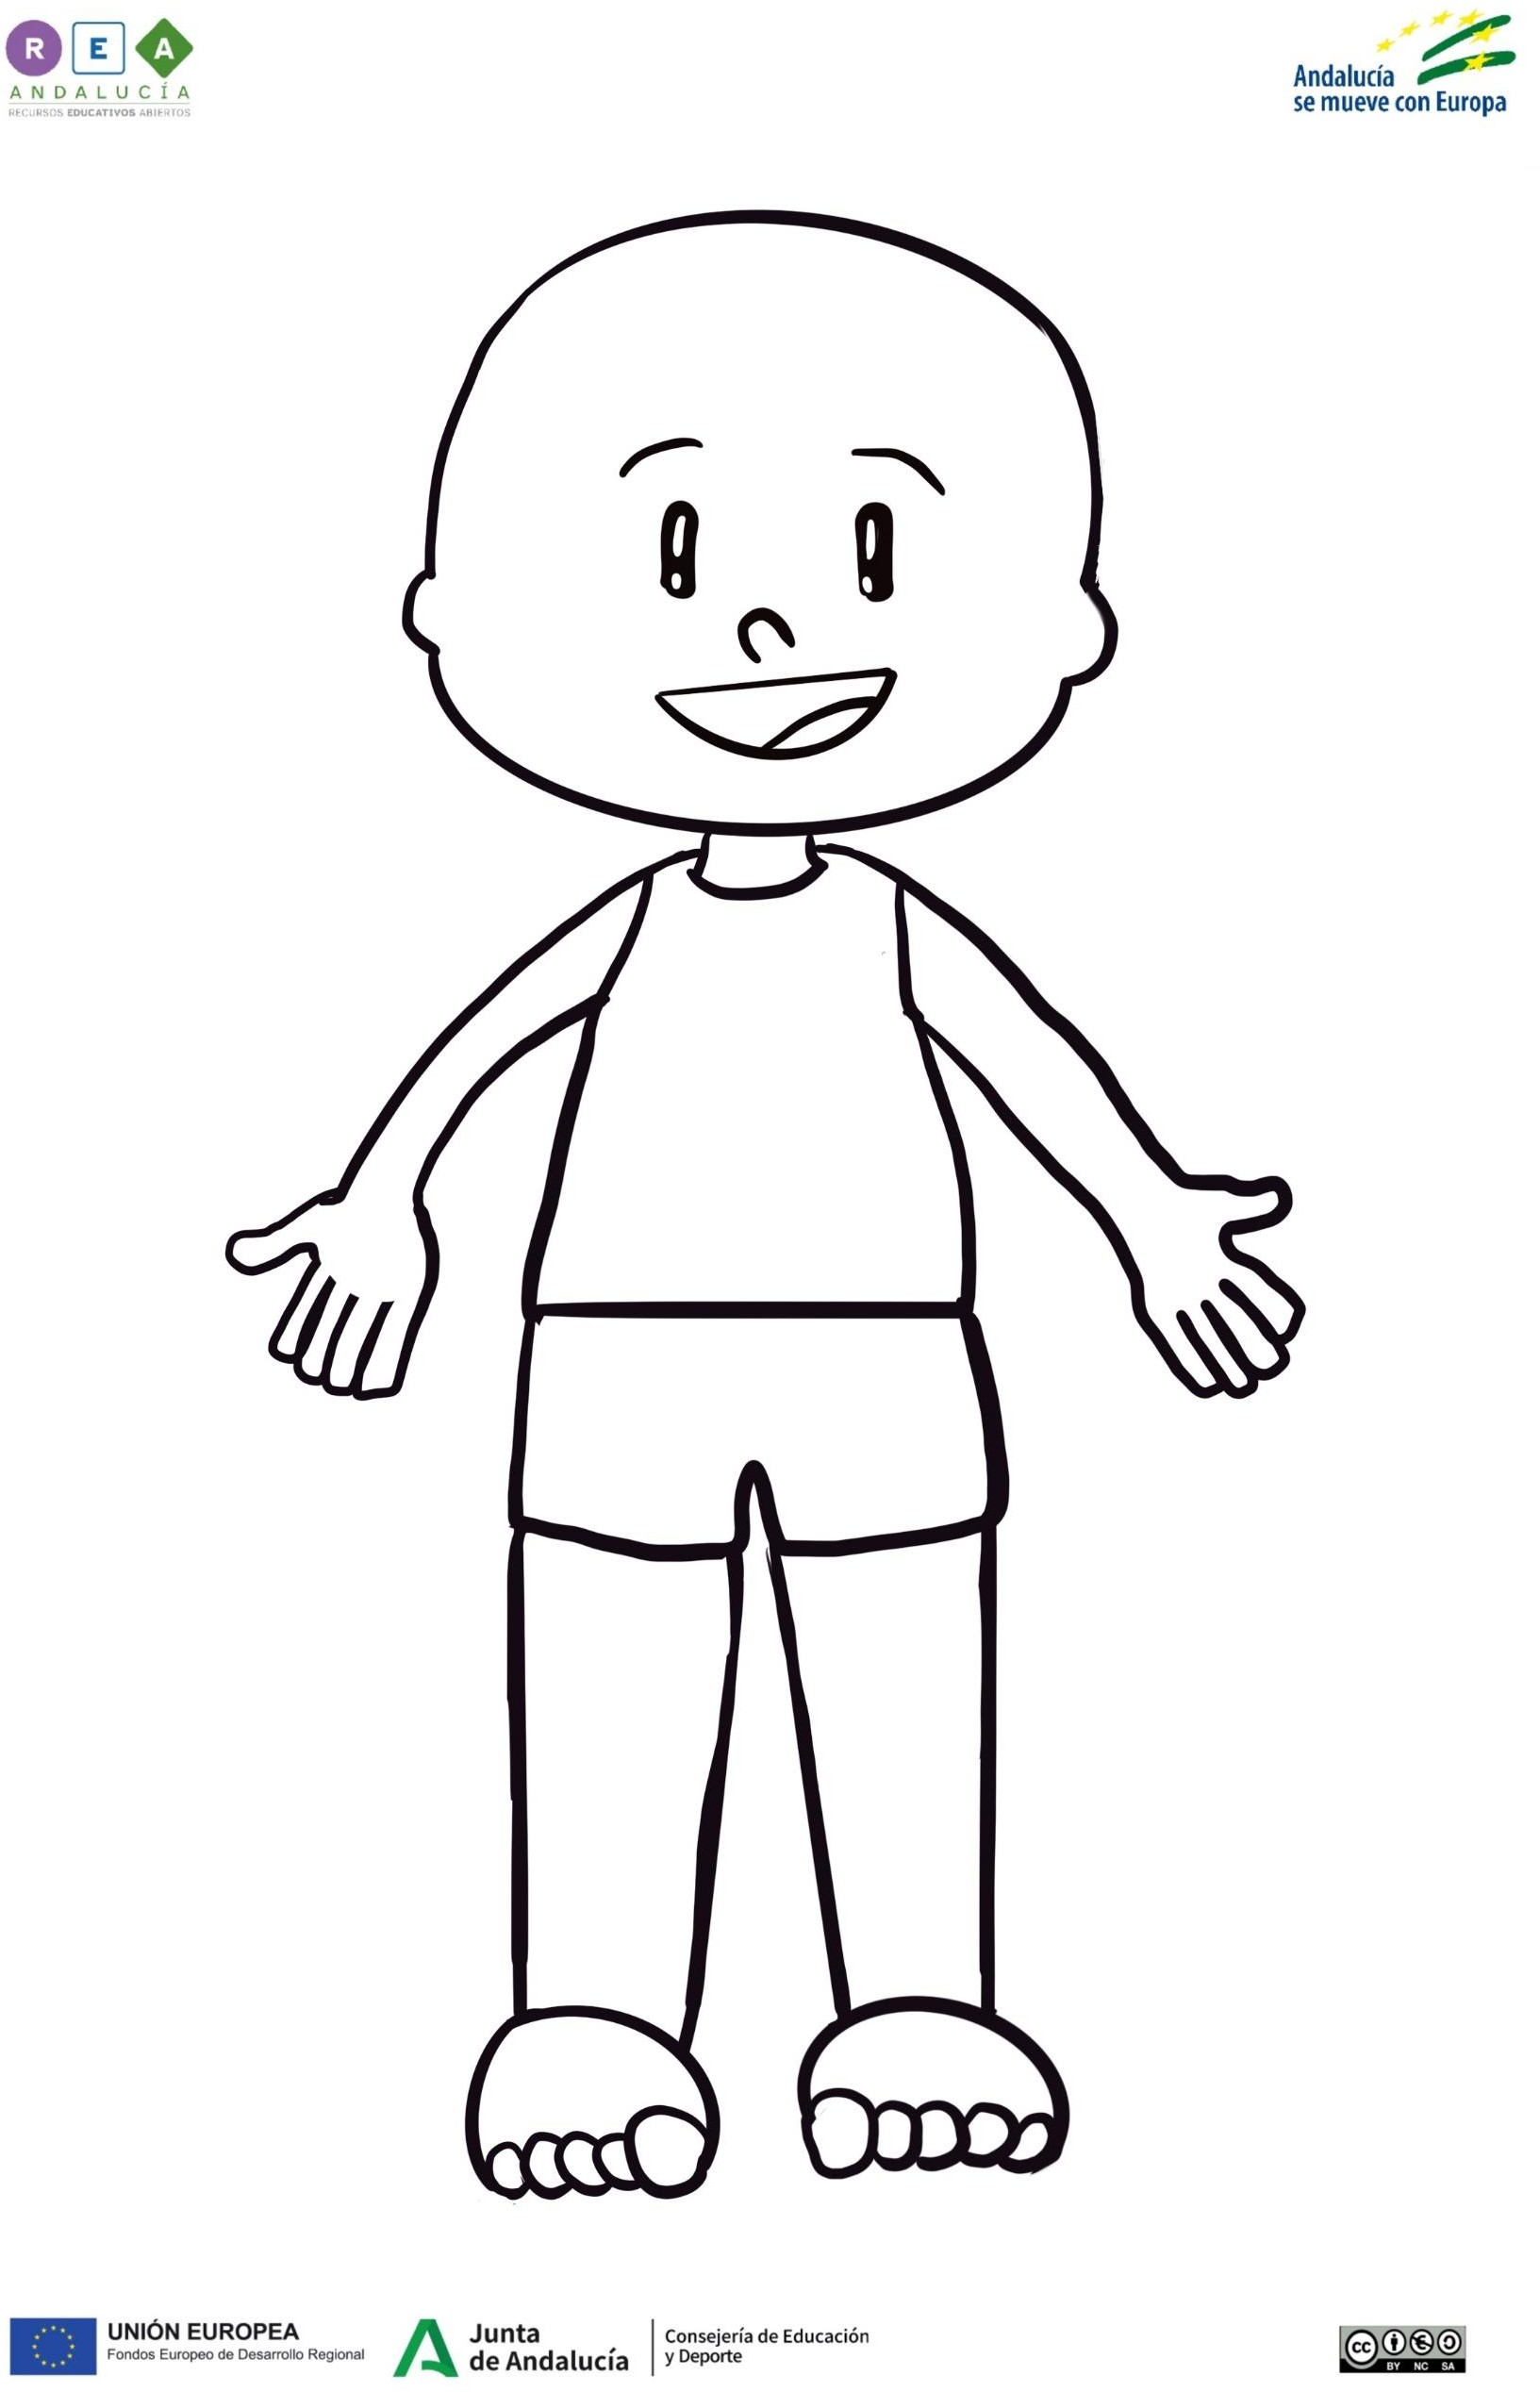 R E A
ANDALUCÍA
RECURSOS EDUCATIVOS ABIERTOS
Andalucía
se mueve con Europa
UNIÓN EUROPEA
Fondos Europeo de Desarrollo Regional
Junta
de Andalucía
Consejería de Educación
y Deporte
cc
BY NC SA